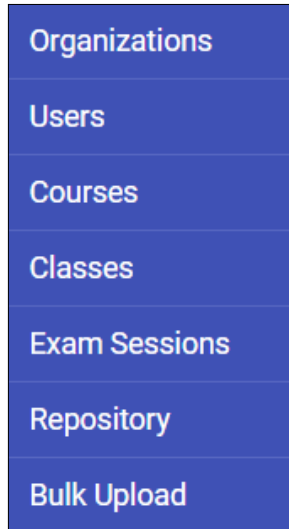 Organizations
Users
Courses
Classes
Exam Sessions
Repository
Bulk Upload